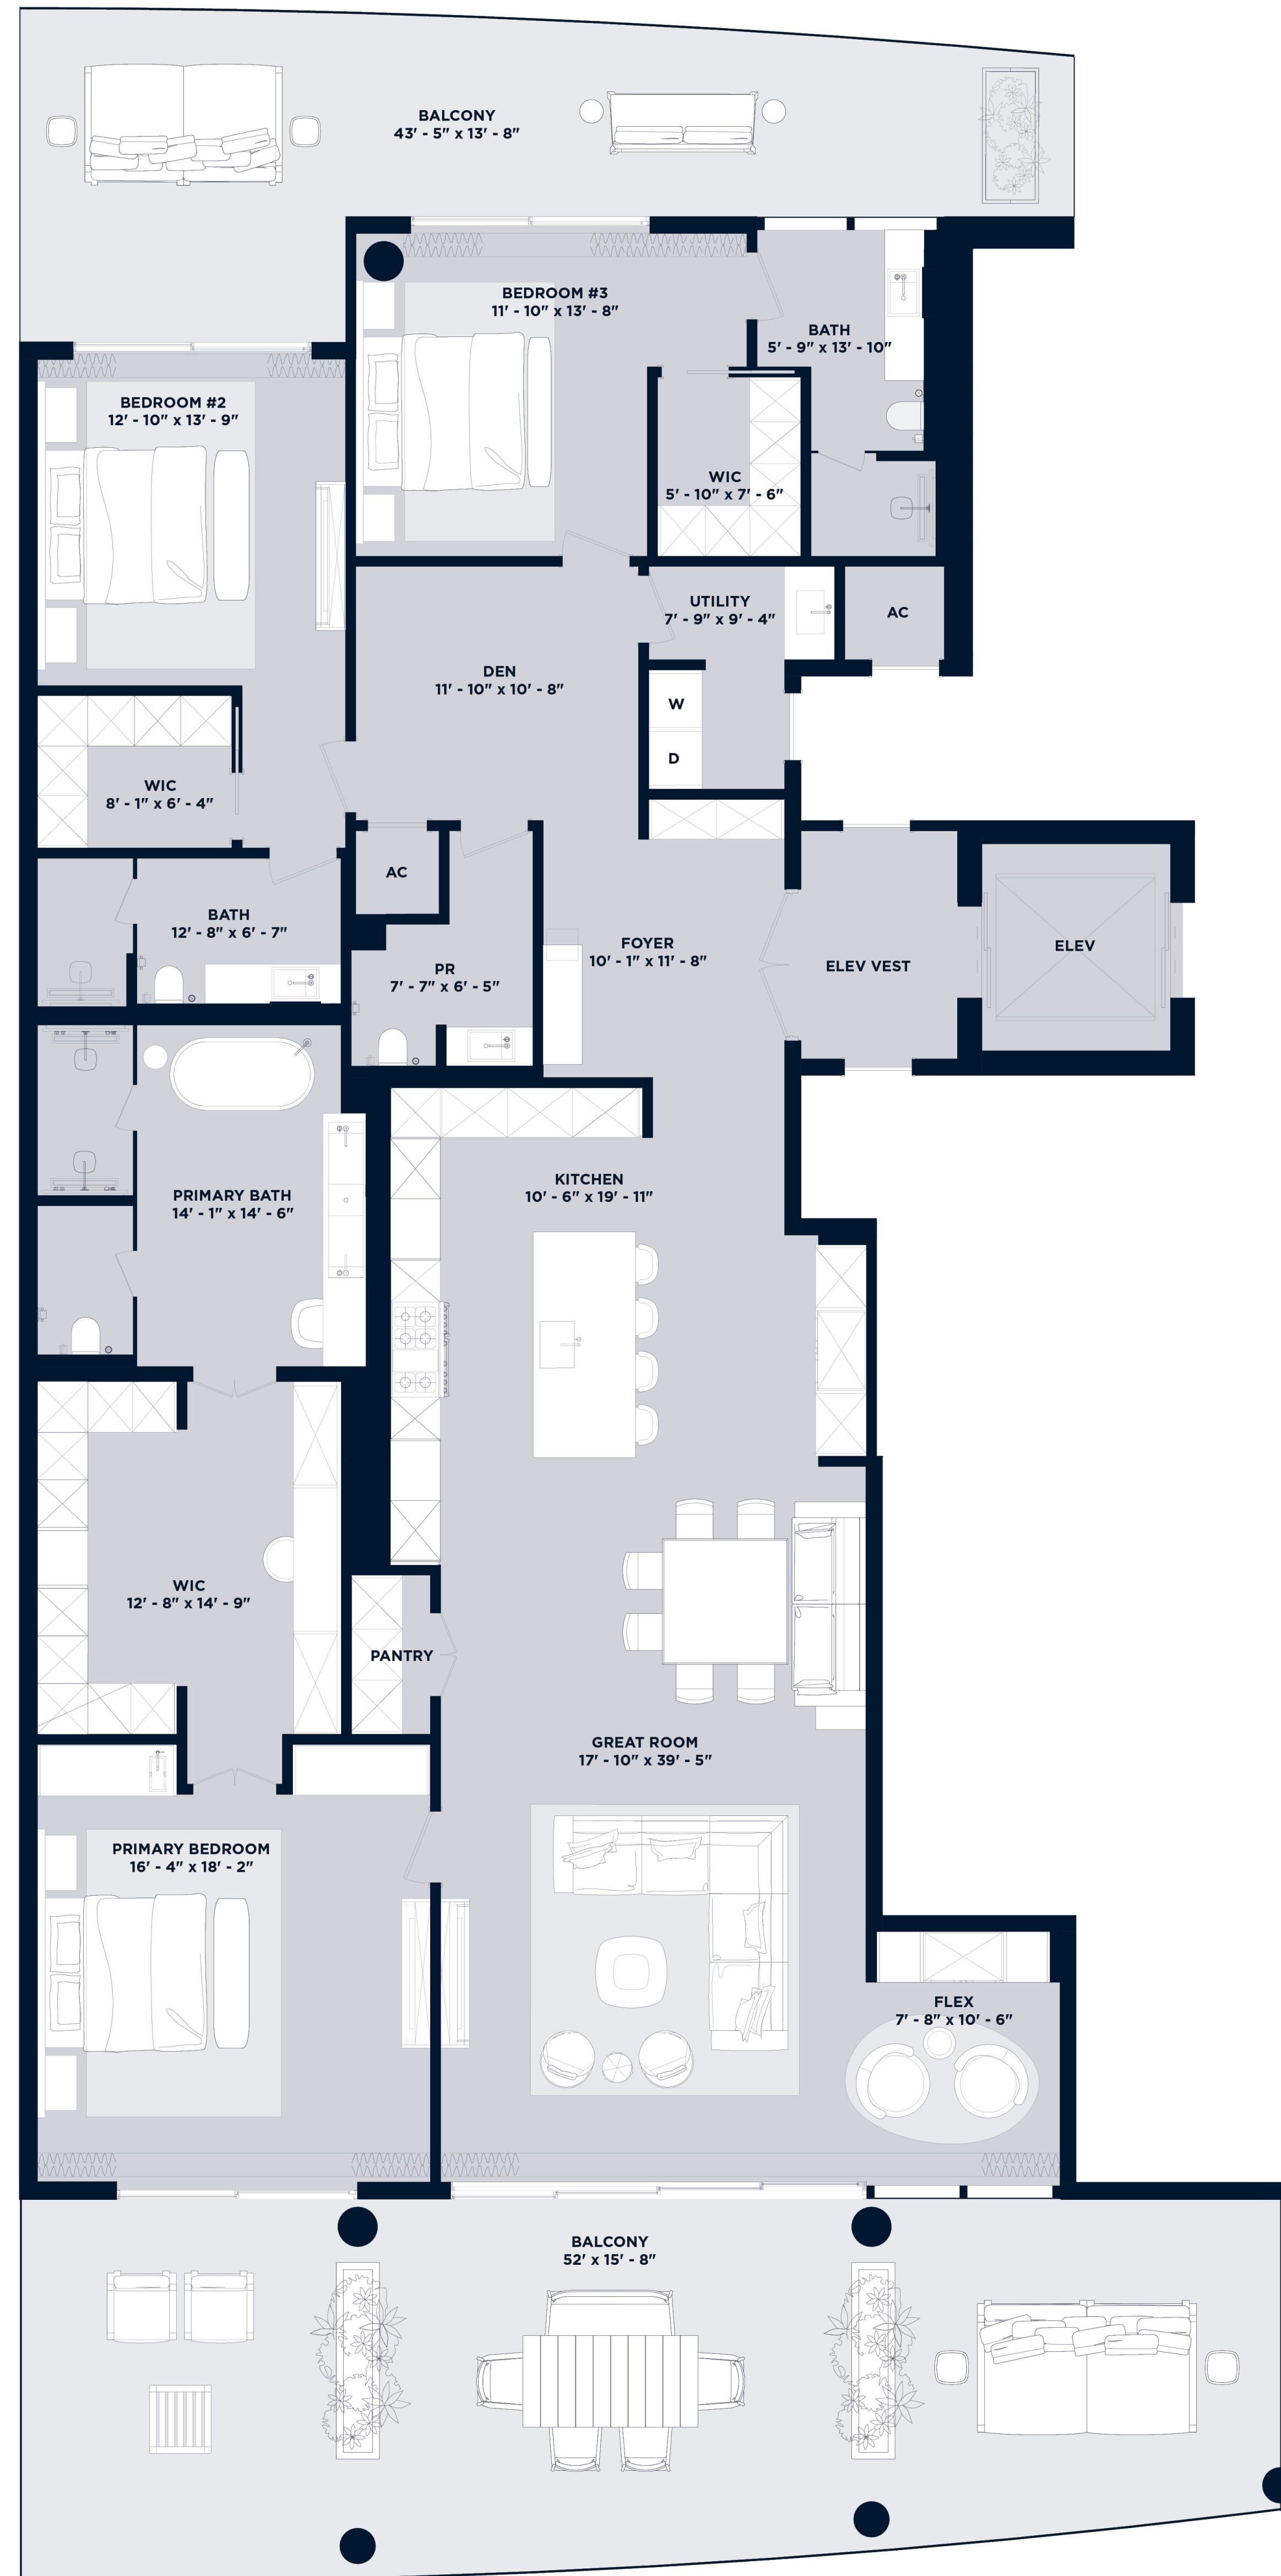 BALCONY
43' - 5" x 13' - 8"
BEDROOM #3
11' - 10" x 13' - 8"
BATH
5' - 9" x 13' - 10"
BEDROOM #2
12' - 10" x 13' - 9"
WIC
5' - 10" x 7' - 6"
UTILITY
7' - 9" x 9' - 4"
AC
DEN
11' - 10" x 10' - 8"
W
D
WIC
8' - 1" x 6' - 4"
AC
BATH
12' - 8" x 6' - 7"
FOYER
10' - 1" x 11' - 8"
ELEV VEST
ELEV
PR
7' - 7" x 6' - 5"
KITCHEN
10' - 6" x 19' - 11"
PRIMARY BATH
14' - 1" x 14' - 6"
WIC
12' - 8" x 14' - 9"
PANTRY
GREAT ROOM
17' - 10" x 39' - 5"
PRIMARY BEDROOM
16' - 4" x 18' - 2"
FLEX
7' - 8" x 10' - 6"
BALCONY
52' x 15' - 8"